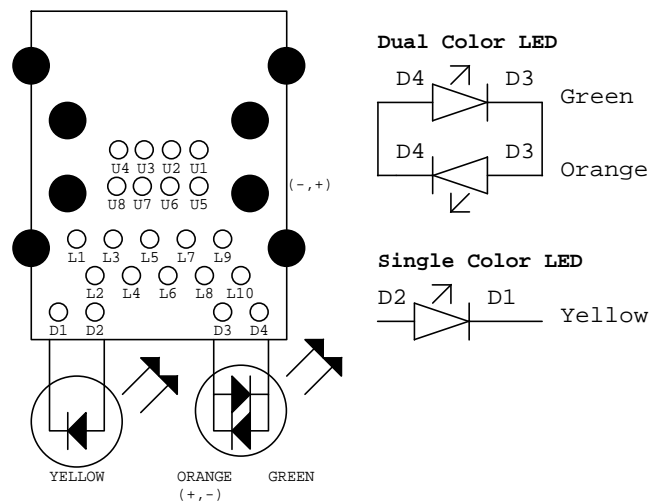 Dual Color LED
D4 D3 Green
D4 D3 Orange
U4 U3 U2 U1
U8 U7 U6 U5 (-,+)
L1 L3 L5 L7 L9
L2 L4 L6 L8 L10
D1 D2 D3 D4
Single Color LED
D2 D1 Yellow
YELLOW ORANGE GREEN
(+,-)